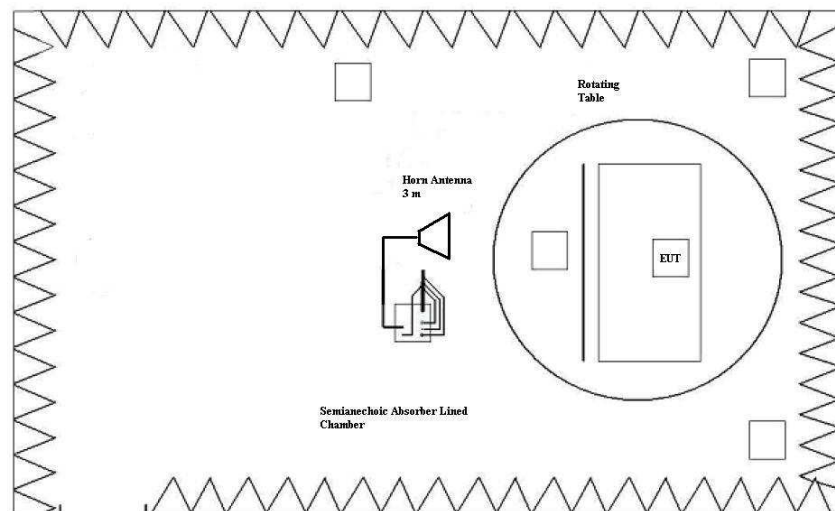 Rotating
Table
Horn Antenna
3 m
EUT
Semianechoic Absorber Lined
Chamber